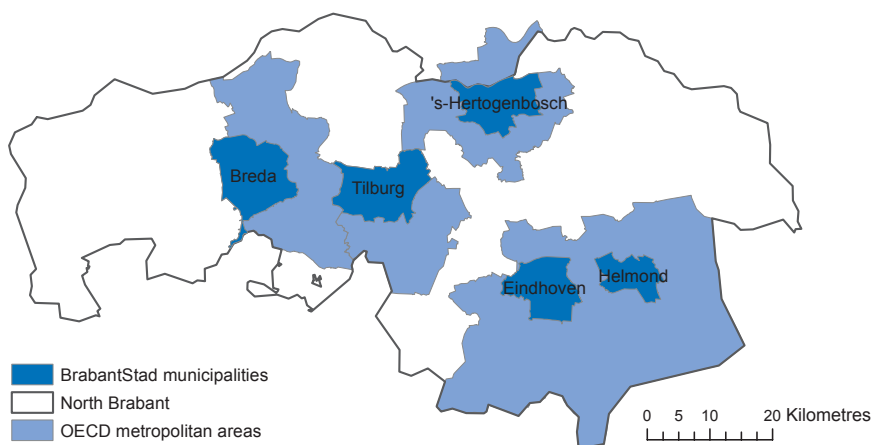 's-Hertogenbosch
Breda
Tilburg
Eindhoven
Helmond
BrabantStad municipalities
North Brabant
OECD metropolitan areas
0 5 10 20 Kilometres